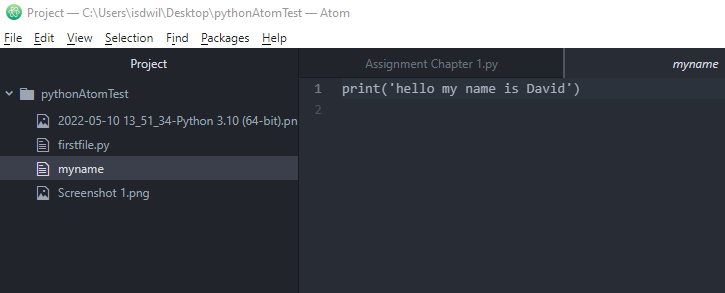 Project — C:\Users\isdwil\Desktop\pythonAtomTest — Atom
File Edit View Selection Find Packages Help
Project
pythonAtomTest
2022-05-10 13_51_34-Python 3.10 (64-bit).pn
firstfile.py
myname
Screenshot 1.png
Assignment Chapter 1.py myname
1 print('hello my name is David')
2